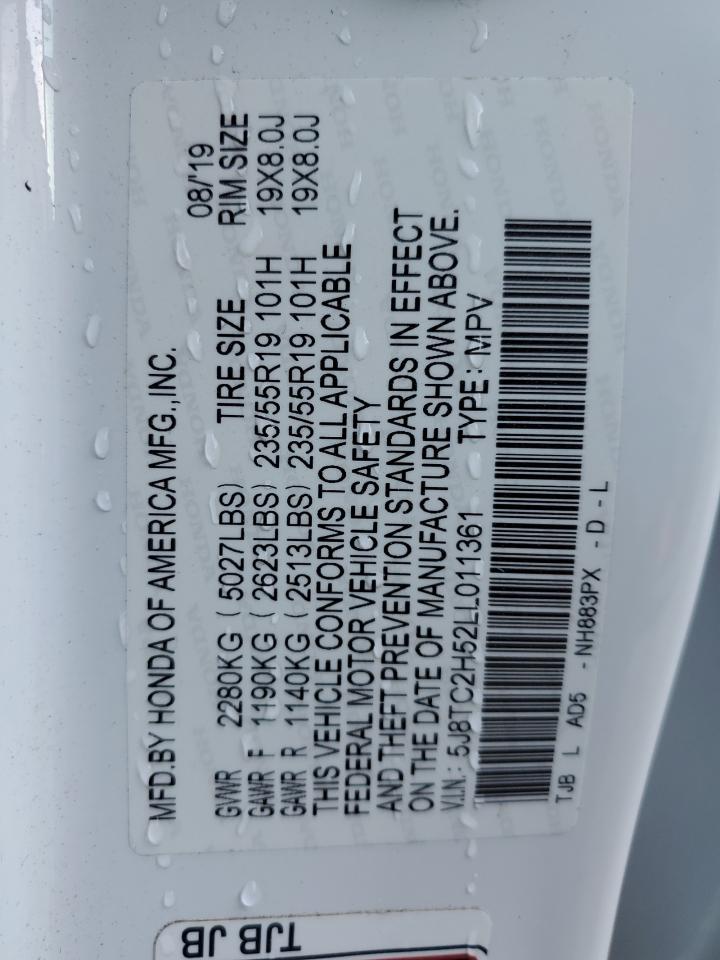 MFD.BY HONDA OF AMERICA MFG.,INC. 08/'19
GVWR 2280KG ( 5027LBS) TIRE SIZE RIM SIZE
GAWR F 1190KG ( 2623LBS) 235/55R19 101H 19X8.0J
GAWR R 1140KG ( 2513LBS) 235/55R19 101H 19X8.0J
THIS VEHICLE CONFORMS TO ALL APPLICABLE
FEDERAL MOTOR VEHICLE SAFETY
AND THEFT PREVENTION STANDARDS IN EFFECT
ON THE DATE OF MANUFACTURE SHOWN ABOVE.
V.I.N.: 5J8TC2H52LL011361 TYPE: MPV
TJB L AD5 - NH883PX - D - L
TJB JB